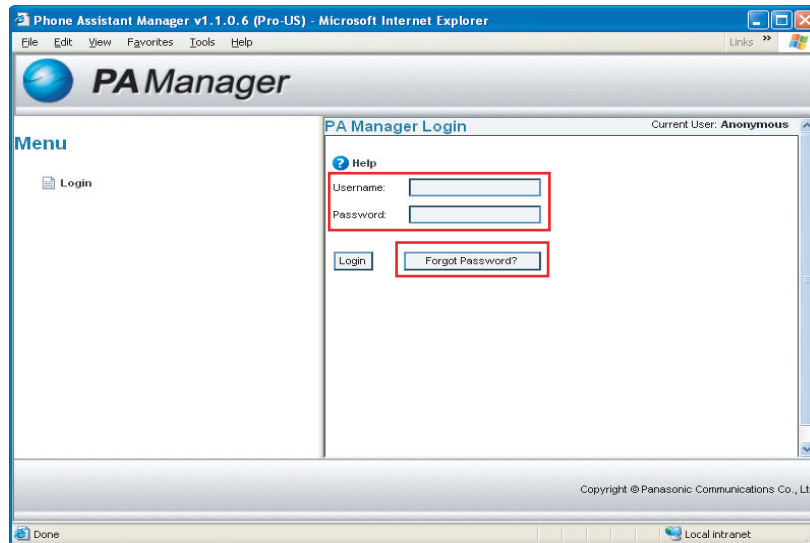 Phone Assistant Manager v1.1.0.6 (Pro-US) - Microsoft Internet Explorer
File Edit View Favorites Tools Help Links »
PA Manager
Menu
Login
PA Manager Login Current User: Anonymous
? Help
Username:
Password:
Login Forgot Password?
Copyright © Panasonic Communications Co., Lt
Done Local intranet